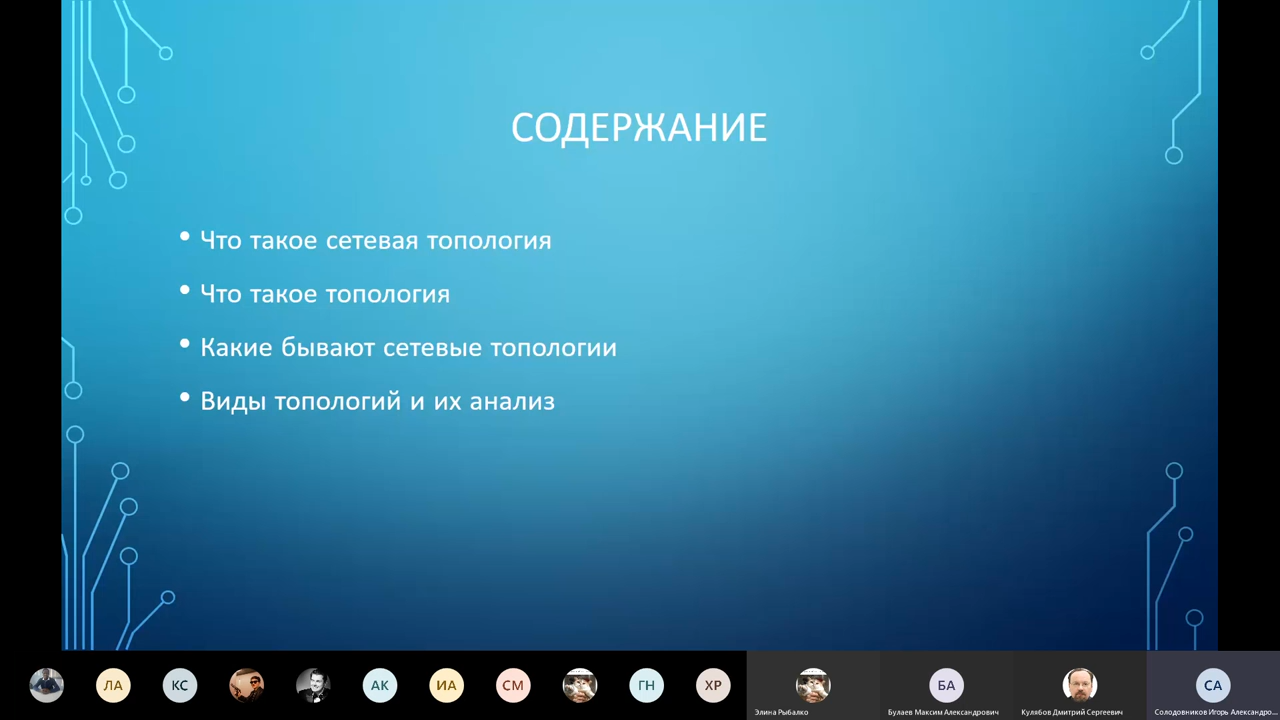 СОДЕРЖАНИЕ
• Что такое сетевая топология
• Что такое топология
• Какие бывают сетевые топологии
• Виды топологий и их анализ
ЛА
КС
АК
ИА
СМ
ГН
ХР
БА
СА
Элина Рыбалко
Булаев Максим Александрович
Кулябов Дмитрий Сергеевич
Солодовников Игорь Александро...